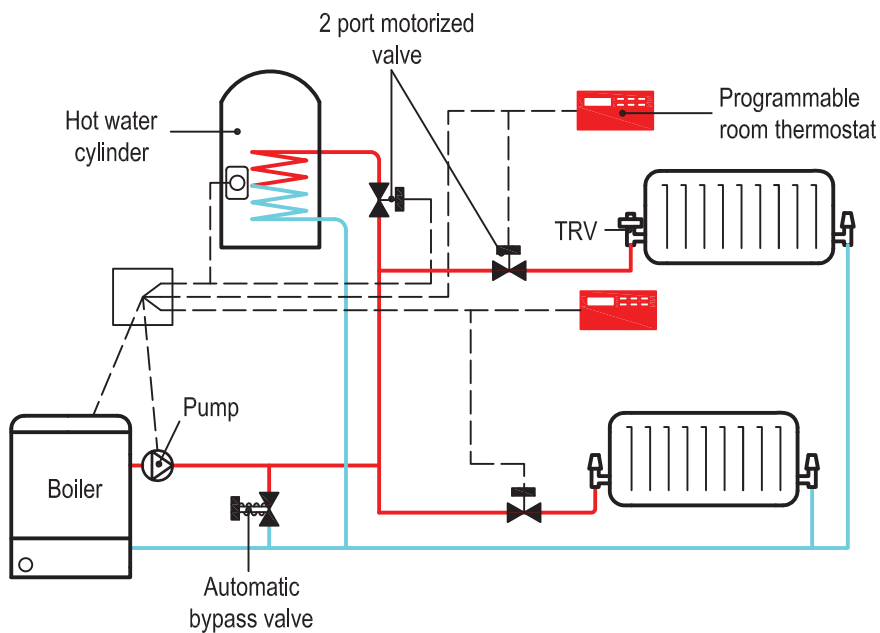 2 port motorized
valve
Hot water
cylinder
Programmable
room thermostat
TRV
Pump
Boiler
Automatic
bypass valve